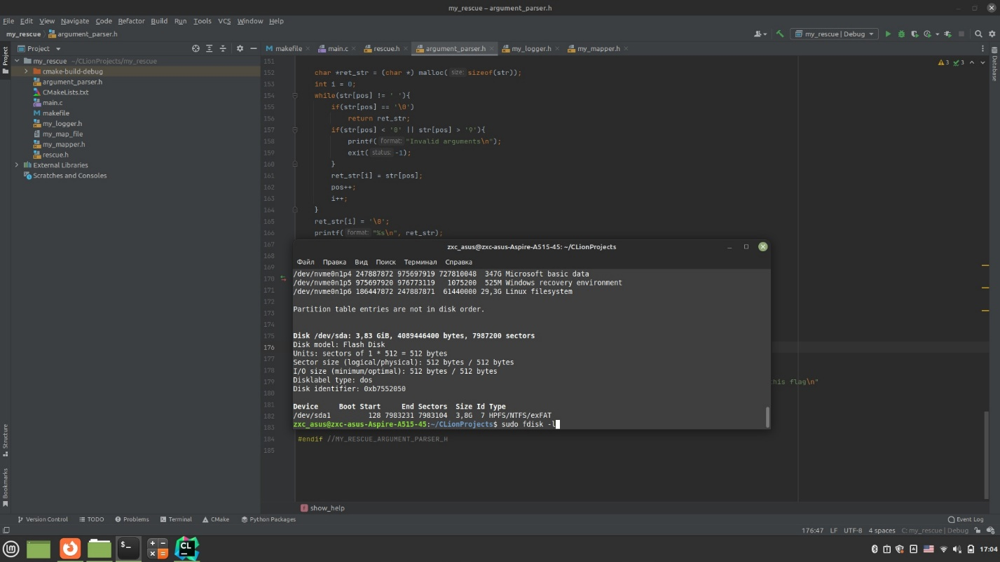 my_rescue – argument_parser.h
File Edit View Navigate Code Refactor Build Run Tools VCS Window Help
my_rescue argument_parser.h
my_rescue | Debug
Project
makefile main.c rescue.h argument_parser.h my_logger.h my_mapper.h
my_rescue ~/CLionProjects/my_rescue
cmake-build-debug
argument_parser.h
CMakeLists.txt
main.c
makefile
my_logger.h
my_map_file
my_mapper.h
rescue.h
External Libraries
Scratches and Consoles
Project
Structure
Bookmarks
Database
3 3
151
152 char *ret_str = (char *) malloc( size: sizeof(str));
153 int i = 0;
154 while(str[pos] != ' '){
155 if(str[pos] == '\0')
156 return ret_str;
157 if(str[pos] < '0' || str[pos] > '9'){
158 printf( format: "Invalid arguments\n");
159 exit( status: -1);
160 }
161 ret_str[i] = str[pos];
162 pos++;
163 i++;
164 }
165 ret_str[i] = '\0';
166 printf( format: "%s\n", ret_str);
167
168
169
170
171
172
173
174
175
176
177
178
179 this flag\n"
180
181
182
183
184 #endif //MY_RESCUE_ARGUMENT_PARSER_H
185
zxc_asus@zxc-asus-Aspire-A515-45: ~/CLionProjects
Файл Правка Вид Поиск Терминал Справка
/dev/nvme0n1p4 247887872 975697919 727810048 347G Microsoft basic data
/dev/nvme0n1p5 975697920 976773119 1075200 525M Windows recovery environment
/dev/nvme0n1p6 186447872 247887871 61440000 29,3G Linux filesystem
Partition table entries are not in disk order.
Disk /dev/sda: 3,83 GiB, 4089446400 bytes, 7987200 sectors
Disk model: Flash Disk
Units: sectors of 1 * 512 = 512 bytes
Sector size (logical/physical): 512 bytes / 512 bytes
I/O size (minimum/optimal): 512 bytes / 512 bytes
Disklabel type: dos
Disk identifier: 0xb7552050
Device Boot Start End Sectors Size Id Type
/dev/sda1 128 7983231 7983104 3,8G 7 HPFS/NTFS/exFAT
zxc_asus@zxc-asus-Aspire-A515-45:~/CLionProjects$ sudo fdisk -l
f show_help
Version Control TODO Problems Terminal CMake Python Packages Event Log
176:47 LF UTF-8 4 spaces C: my_rescue | Debug
CL
17:04